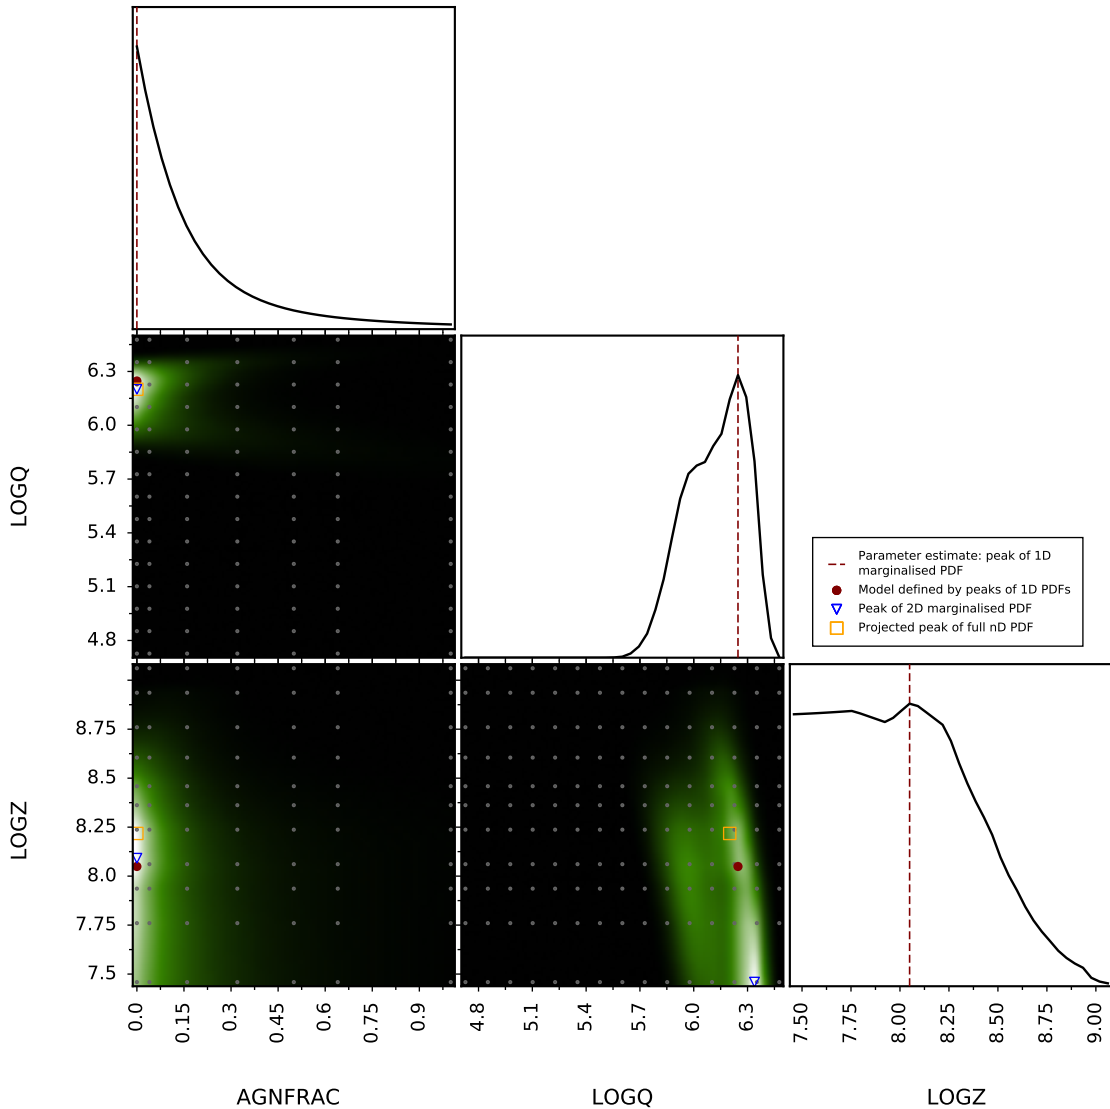 6.3
6.0
5.7
5.4
5.1
4.8
LOGQ
Parameter estimate: peak of 1D
marginalised PDF
Model defined by peaks of 1D PDFs
Peak of 2D marginalised PDF
Projected peak of full nD PDF
8.75
8.5
8.25
8.0
7.75
7.5
LOGZ
0.0 0.15 0.3 0.45 0.6 0.75 0.9
4.8 5.1 5.4 5.7 6.0 6.3
7.50 7.75 8.00 8.25 8.50 8.75 9.00
AGNFRAC LOGQ LOGZ